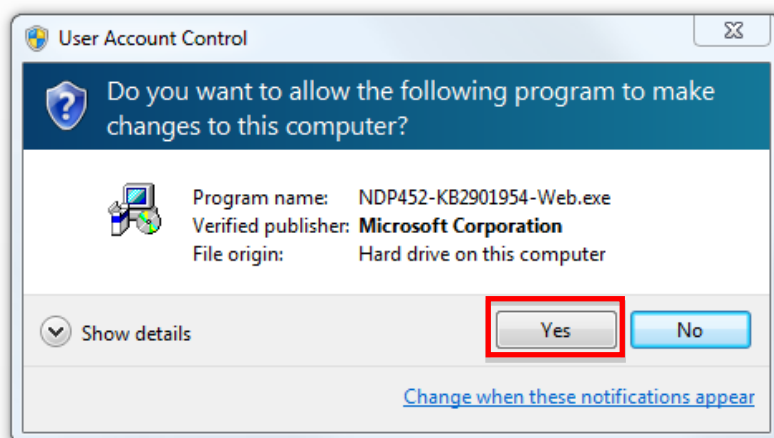 User Account Control
Do you want to allow the following program to make
changes to this computer?
Program name: NDP452-KB2901954-Web.exe
Verified publisher: Microsoft Corporation
File origin: Hard drive on this computer
Show details
Yes
No
Change when these notifications appear